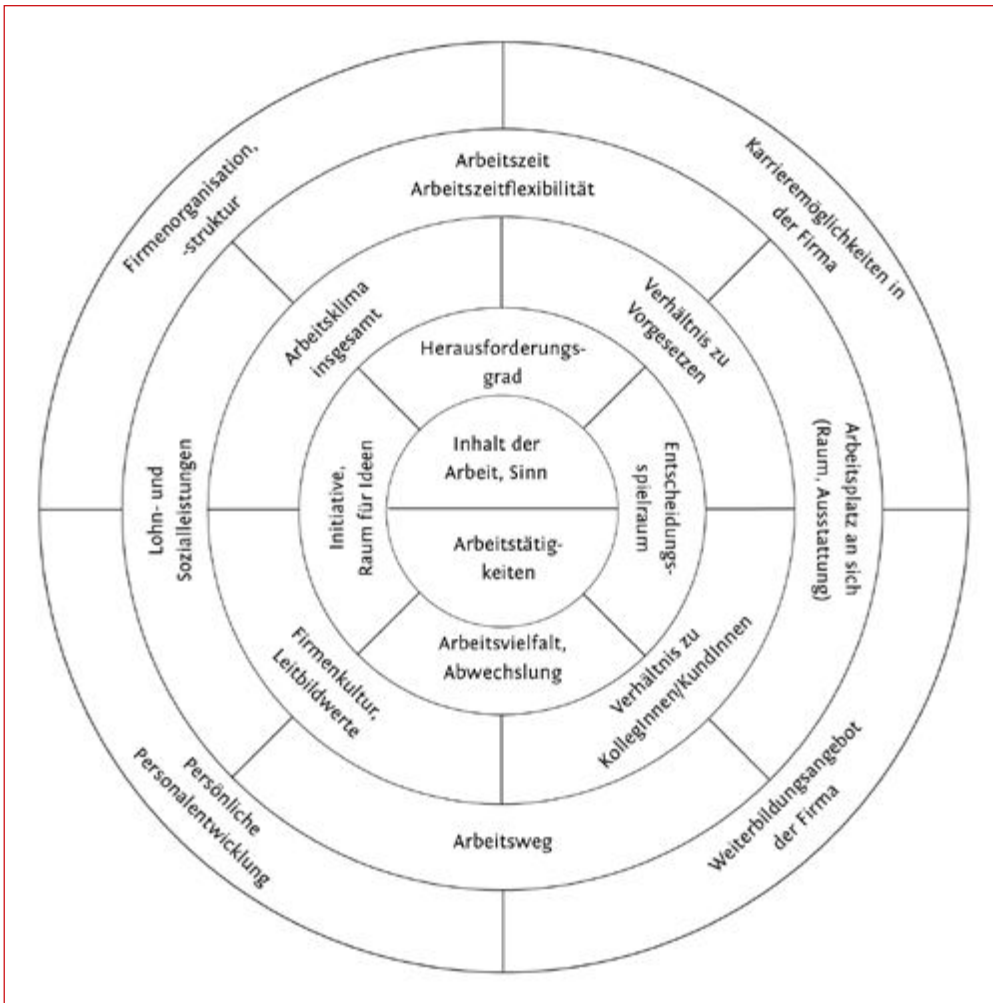 Firmenorganisation,
-struktur
Karrieremöglichkeiten in
der Firma
Arbeitszeit
Arbeitszeitflexibilität
Arbeitsklima
insgesamt
Verhältnis zu
Vorgesetzen
Herausforderungs-
grad
Inhalt der
Arbeit, Sinn
Lohn- und
Sozialleistungen
Initiative,
Raum für Ideen
Entscheidungs-
spielraum
Arbeitsplatz an sich
(Raum, Ausstattung)
Arbeitstätig-
keiten
Arbeitsvielfalt,
Abwechslung
Firmenkultur,
Leitbildwerte
Verhältnis zu
KollegInnen/KundInnen
Persönliche
Personalentwicklung
Arbeitsweg
Weiterbildungsangebot
der Firma